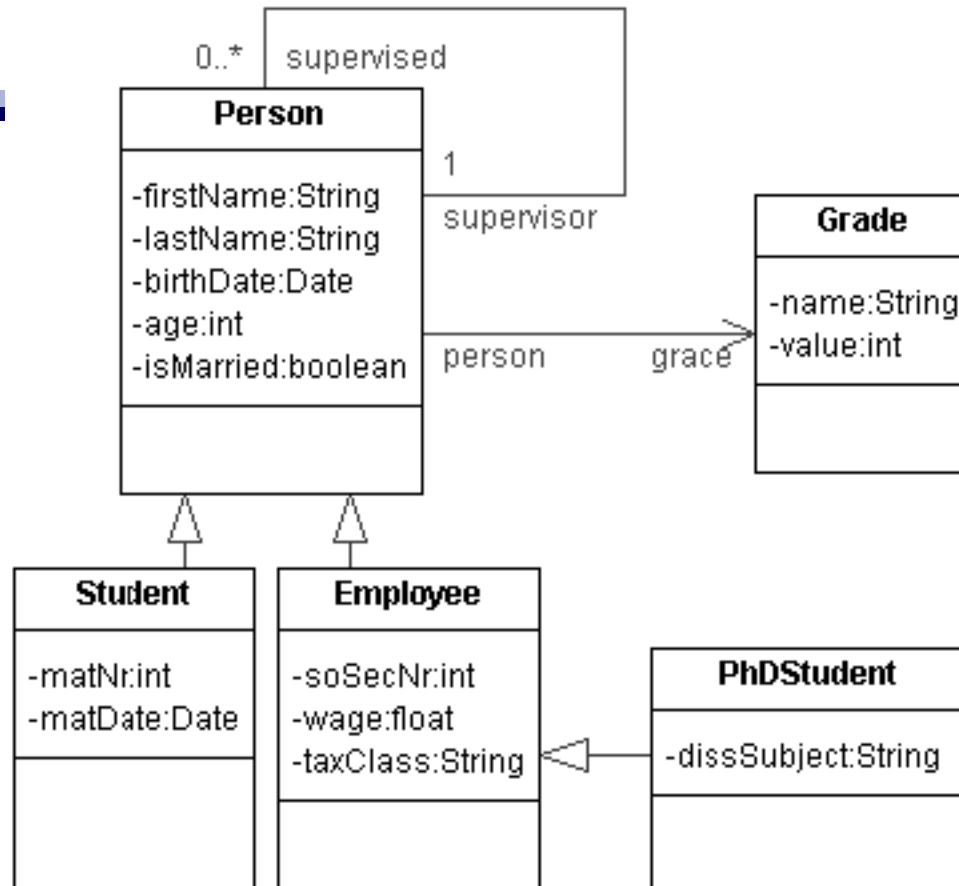 0..* supervised
Person
-firstName:String
-lastName:String
-birthDate:Date
-age:int
-isMarried:boolean
1
supervisor
person grace
Grade
-name:String
-value:int
Student
-matNr:int
-matDate:Date
Employee
-soSecNr:int
-wage:float
-taxClass:String
PhDStudent
-dissSubject:String